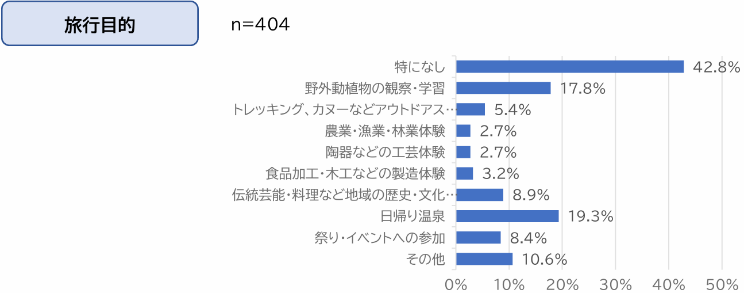 旅行目的
n=404
特になし 42.8%
野外動植物の観察・学習 17.8%
トレッキング、カヌーなどアウトドアス… 5.4%
農業・漁業・林業体験 2.7%
陶器などの工芸体験 2.7%
食品加工・木工などの製造体験 3.2%
伝統芸能・料理など地域の歴史・文化… 8.9%
日帰り温泉 19.3%
祭り・イベントへの参加 8.4%
その他 10.6%
0% 10% 20% 30% 40% 50%